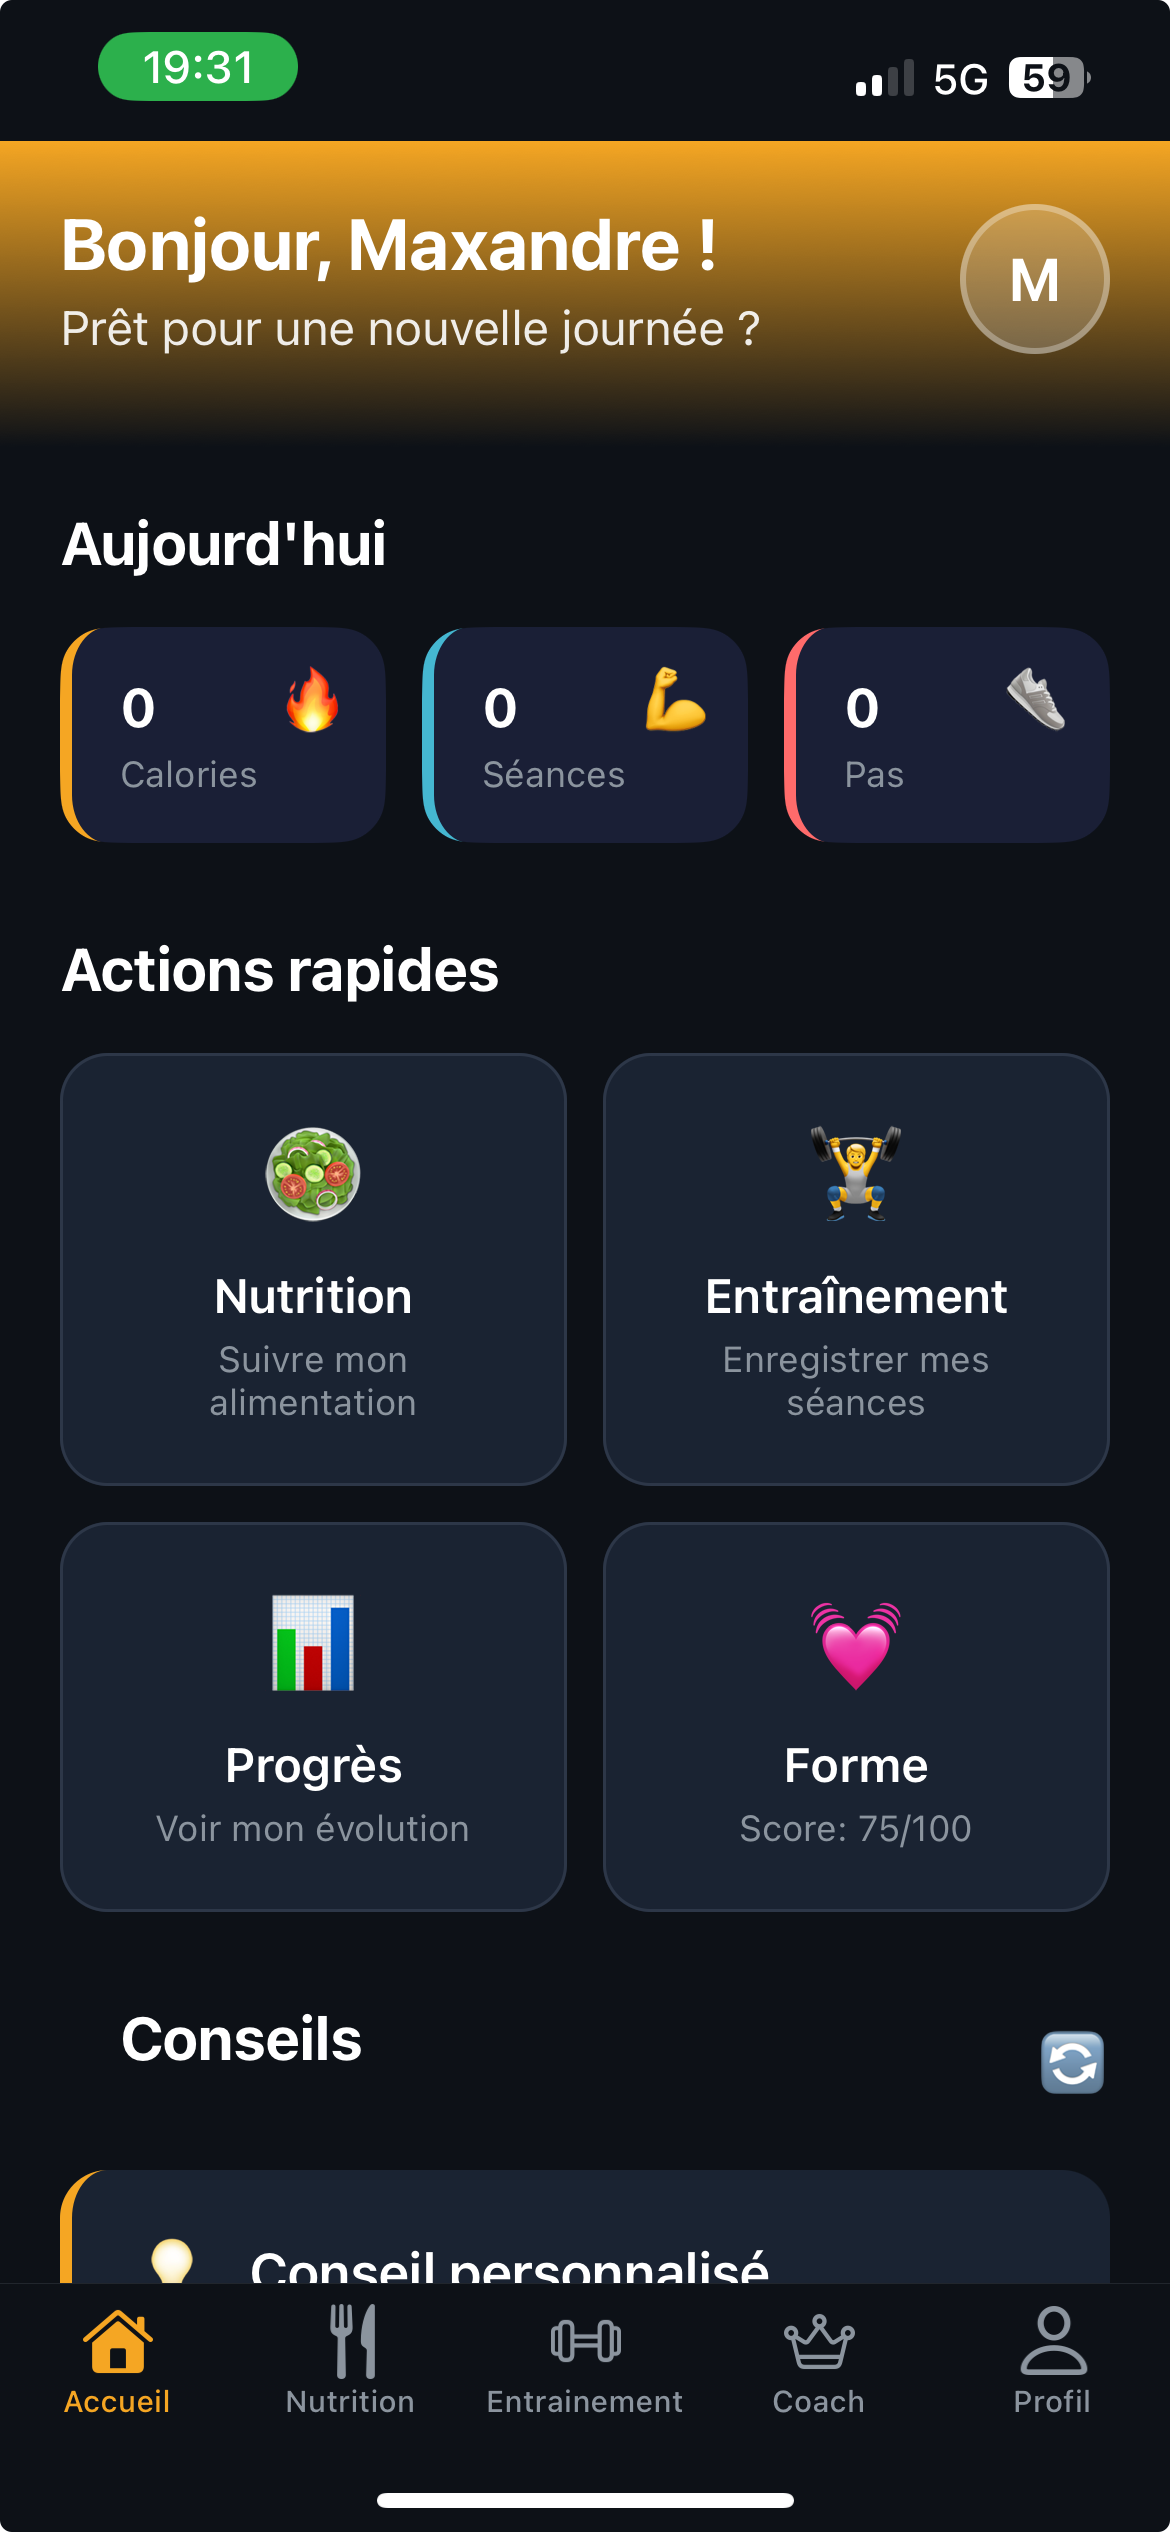 19:31
5G
59
Bonjour, Maxandre !
M
Prêt pour une nouvelle journée ?
Aujourd'hui
0
Calories
0
Séances
0
Pas
Actions rapides
Nutrition
Suivre mon
alimentation
Entraînement
Enregistrer mes
séances
Progrès
Voir mon évolution
Forme
Score: 75/100
Conseils
Conseil personnalisé
Accueil
Nutrition
Entrainement
Coach
Profil